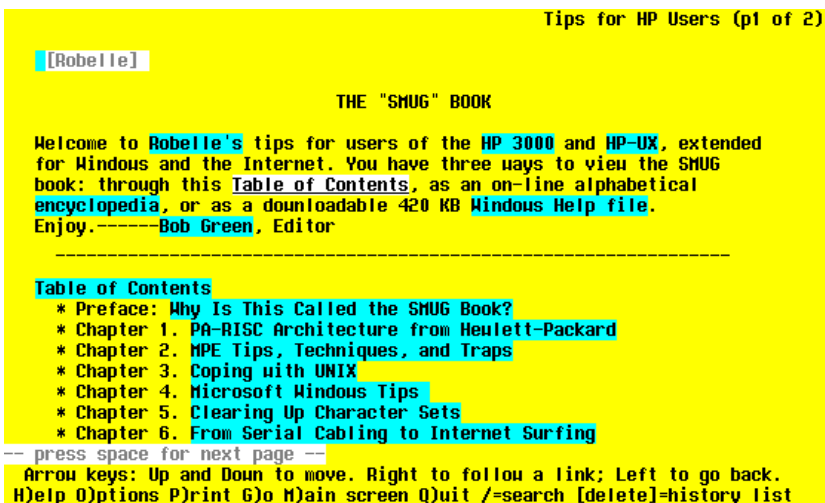 Tips for HP Users (p1 of 2)
[Robelle]
THE "SMUG" BOOK
Welcome to Robelle's tips for users of the HP 3000 and HP-UX, extended
for Windows and the Internet. You have three ways to view the SMUG
book: through this Table of Contents, as an on-line alphabetical
encyclopedia, or as a downloadable 420 KB Windows Help file.
Enjoy.------Bob Green, Editor
_________________________________________________________________
Table of Contents
* Preface: Why Is This Called the SMUG Book?
* Chapter 1. PA-RISC Architecture from Hewlett-Packard
* Chapter 2. MPE Tips, Techniques, and Traps
* Chapter 3. Coping with UNIX
* Chapter 4. Microsoft Windows Tips
* Chapter 5. Clearing Up Character Sets
* Chapter 6. From Serial Cabling to Internet Surfing
-- press space for next page --
Arrow keys: Up and Down to move. Right to follow a link; Left to go back.
H)elp O)ptions P)rint G)o M)ain screen Q)uit /=search [delete]=history list